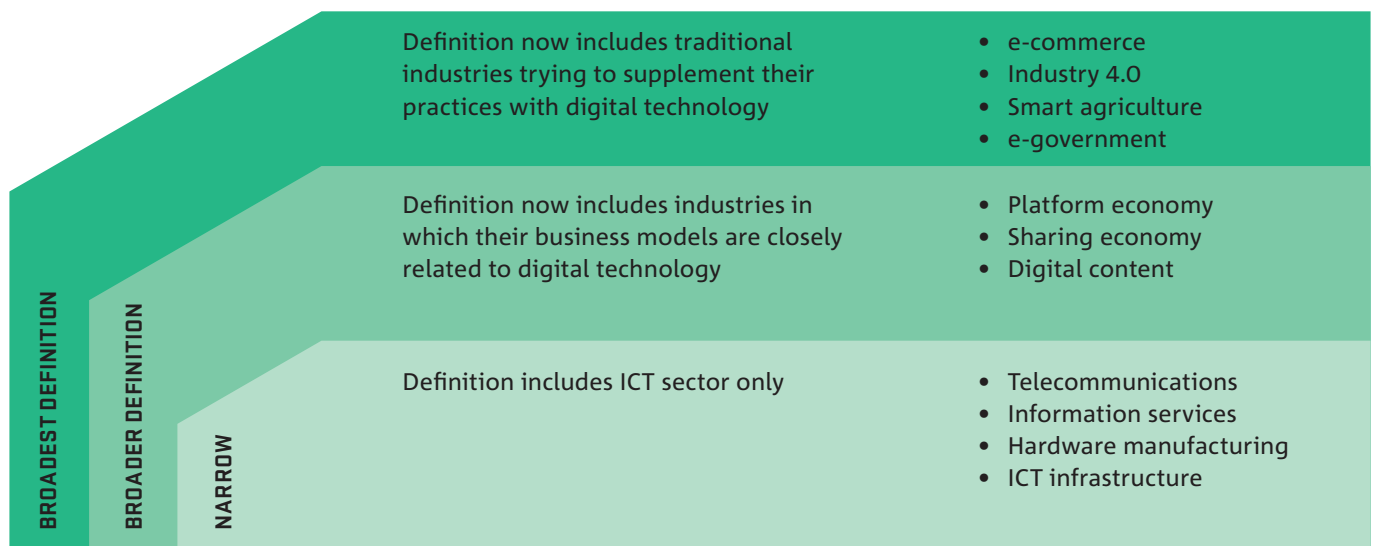 BROADEST DEFINITION
Definition now includes traditional
industries trying to supplement their
practices with digital technology
• e-commerce
• Industry 4.0
• Smart agriculture
• e-government
BROADER DEFINITION
Definition now includes industries in
which their business models are closely
related to digital technology
• Platform economy
• Sharing economy
• Digital content
NARROW
Definition includes ICT sector only
• Telecommunications
• Information services
• Hardware manufacturing
• ICT infrastructure